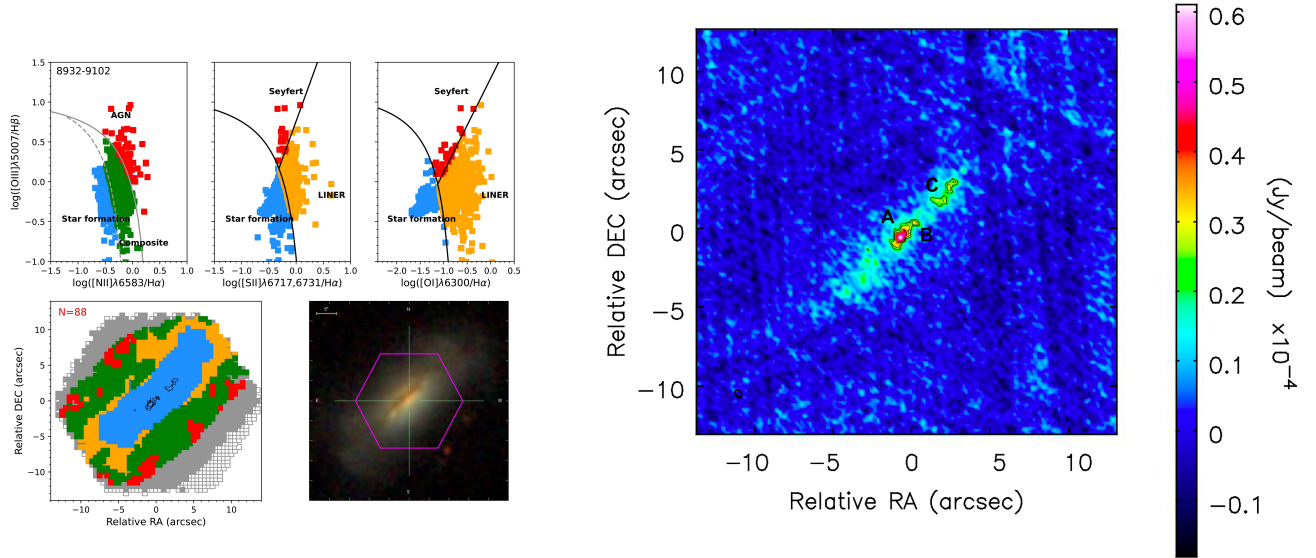 8932-9102
AGN
Star formation
Composite
Seyfert
Star formation
LINER
Seyfert
Star formation
LINER
log([OIII]λ5007/Hβ)
1.5
1.0
0.5
0.0
−0.5
−1.0
−1.5 −1.0 −0.5 0.0 0.5 1.0
−1.5 −1.0 −0.5 0.0 0.5 1.0
−2.0 −1.5 −1.0 −0.5 0.0 0.5
log([NII]λ6583/Hα)
log([SII]λ6717,6731/Hα)
log([OI]λ6300/Hα)
N=88
Relative DEC (arcsec)
10
5
0
−5
−10
−10 −5 0 5 10
Relative RA (arcsec)
5'
N
E
S
Relative DEC (arcsec)
10
5
0
−5
−10
A
B
C
−10 −5 0 5 10
Relative RA (arcsec)
0.6
0.5
0.4
0.3
0.2
0.1
0
−0.1
(Jy/beam) x10−4